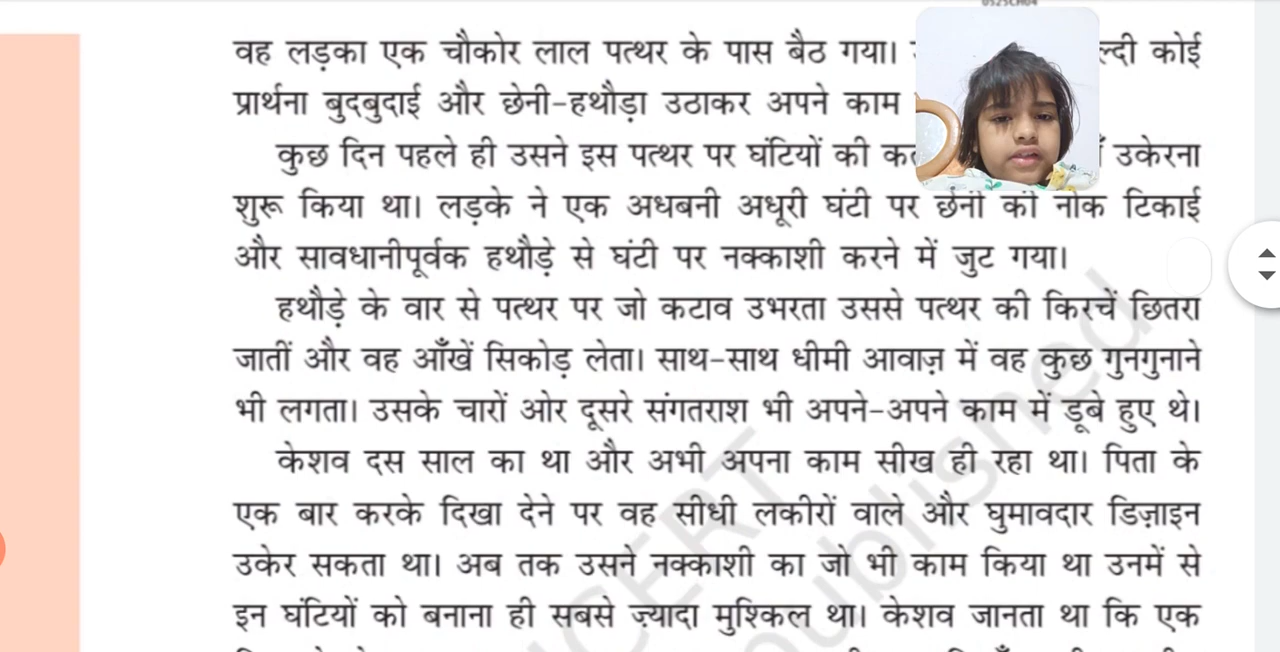 0525CH04
वह लड़का एक चौकोर लाल पत्थर के पास बैठ गया। ल्दी कोई
प्रार्थना बुदबुदाई और छेनी-हथौड़ा उठाकर अपने काम
कुछ दिन पहले ही उसने इस पत्थर पर घंटियों की उकेरना
शुरू किया था। लड़के ने एक अधबनी अधूरी घंटी पर छेनी की नोक टिकाई
और सावधानीपूर्वक हथौड़े से घंटी पर नक्काशी करने में जुट गया।
हथौड़े के वार से पत्थर पर जो कटाव उभरता उससे पत्थर की किरचें छितरा
जातीं और वह आँखें सिकोड़ लेता। साथ-साथ धीमी आवाज़ में वह कुछ गुनगुनाने
भी लगता। उसके चारों ओर दूसरे संगतराश भी अपने-अपने काम में डूबे हुए थे।
केशव दस साल का था और अभी अपना काम सीख ही रहा था। पिता के
एक बार करके दिखा देने पर वह सीधी लकीरों वाले और घुमावदार डिज़ाइन
उकेर सकता था। अब तक उसने नक्काशी का जो भी काम किया था उनमें से
इन घंटियों को बनाना ही सबसे ज़्यादा मुश्किल था। केशव जानता था कि एक
NCERT
published